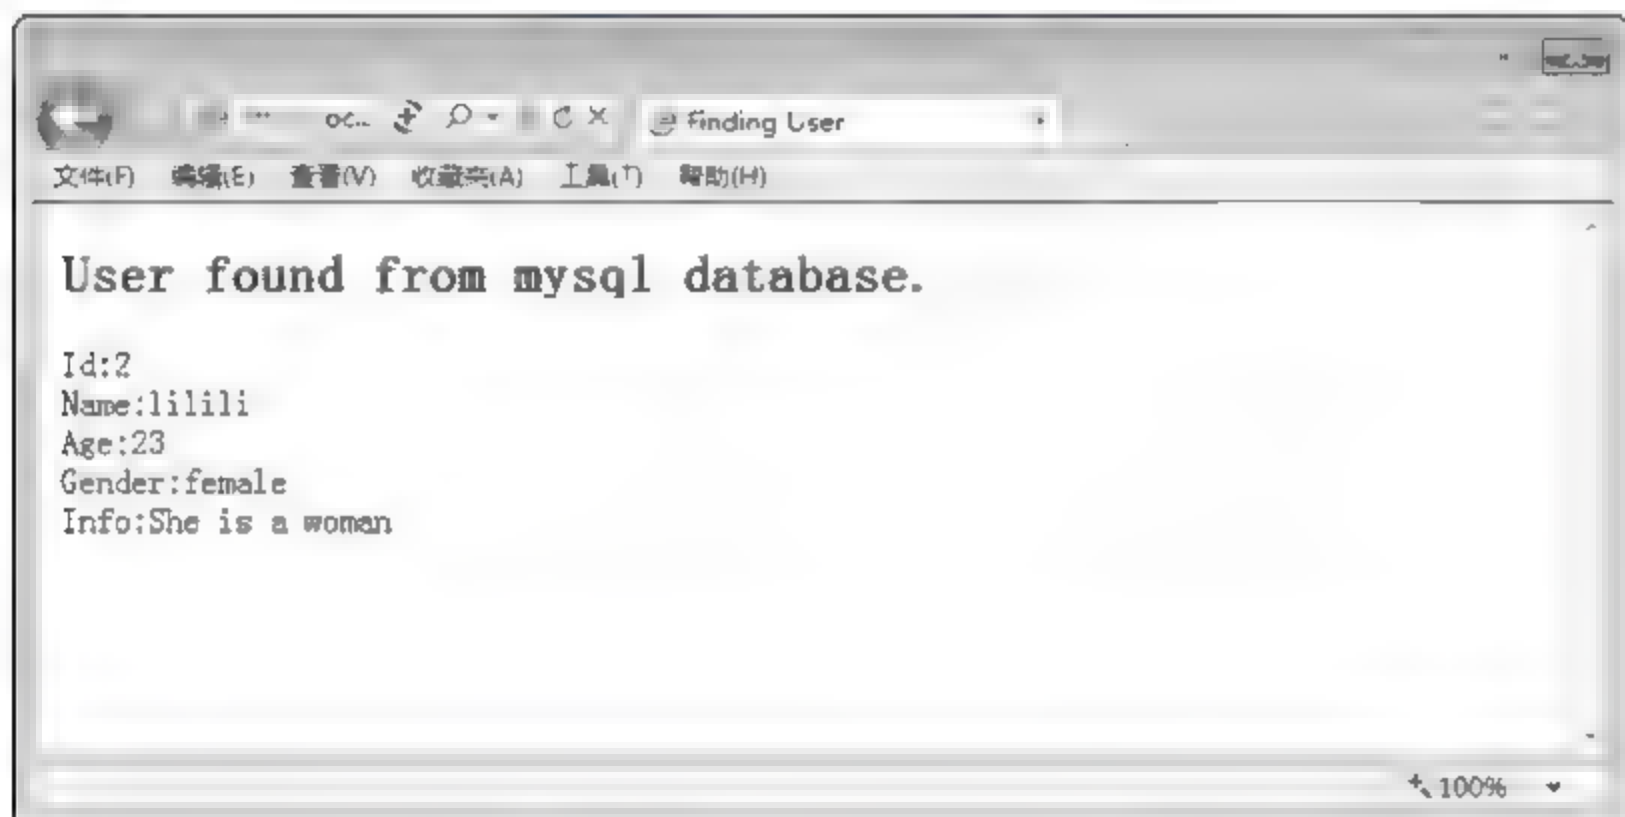 oc... Finding User
文件(F) 编辑(E) 查看(V) 收藏夹(A) 工具(T) 帮助(H)
User found from mysql database.
Id:2
Name:lilili
Age:23
Gender:female
Info:She is a woman
100%